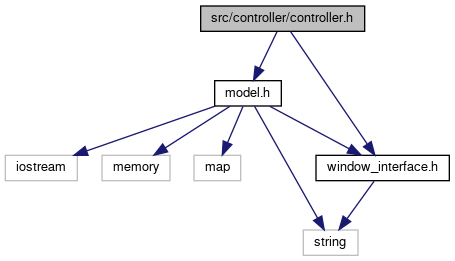 src/controller/controller.h
model.h
iostream
memory
map
window_interface.h
string